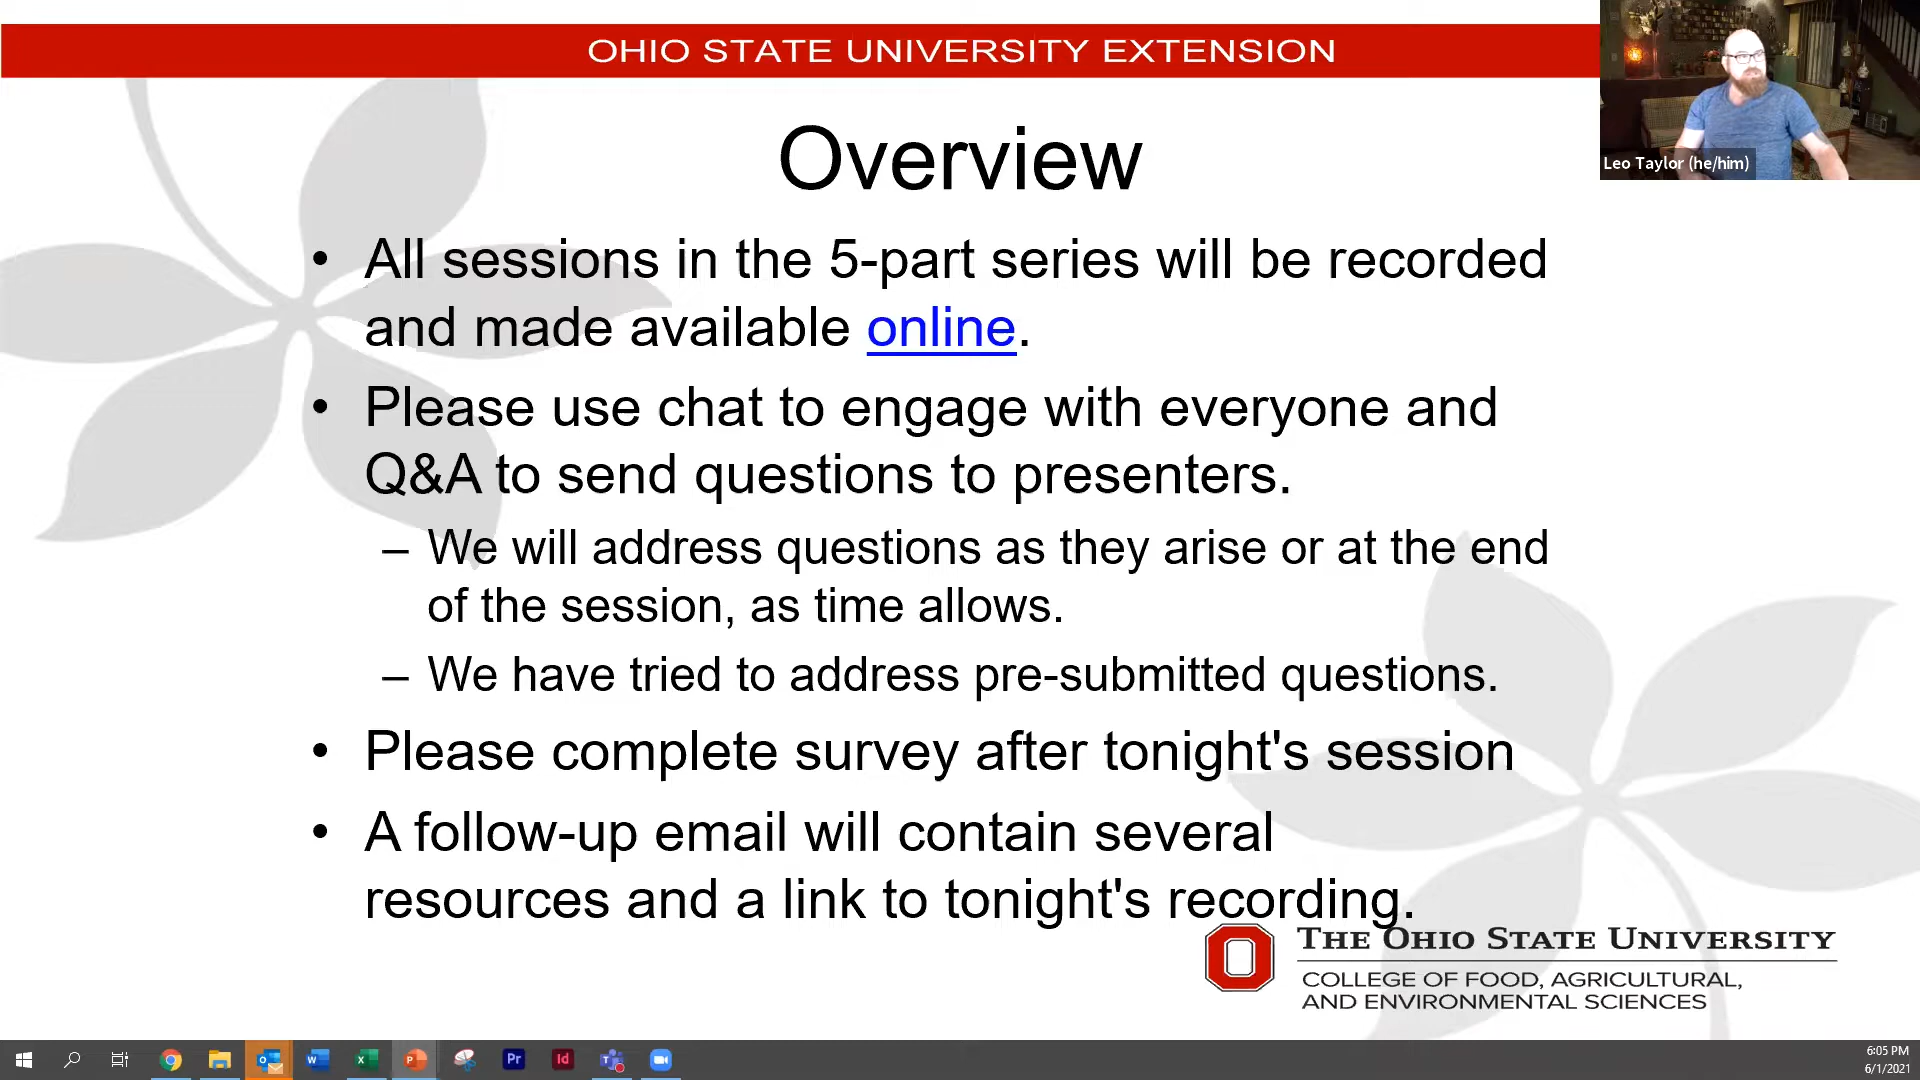 OHIO STATE UNIVERSITY EXTENSION
Leo Taylor (he/him)
Overview
• All sessions in the 5-part series will be recorded
and made available online.
• Please use chat to engage with everyone and
Q&A to send questions to presenters.
– We will address questions as they arise or at the end
of the session, as time allows.
– We have tried to address pre-submitted questions.
• Please complete survey after tonight's session
• A follow-up email will contain several
resources and a link to tonight's recording.
THE OHIO STATE UNIVERSITY
COLLEGE OF FOOD, AGRICULTURAL,
AND ENVIRONMENTAL SCIENCES
6:05 PM
6/1/2021